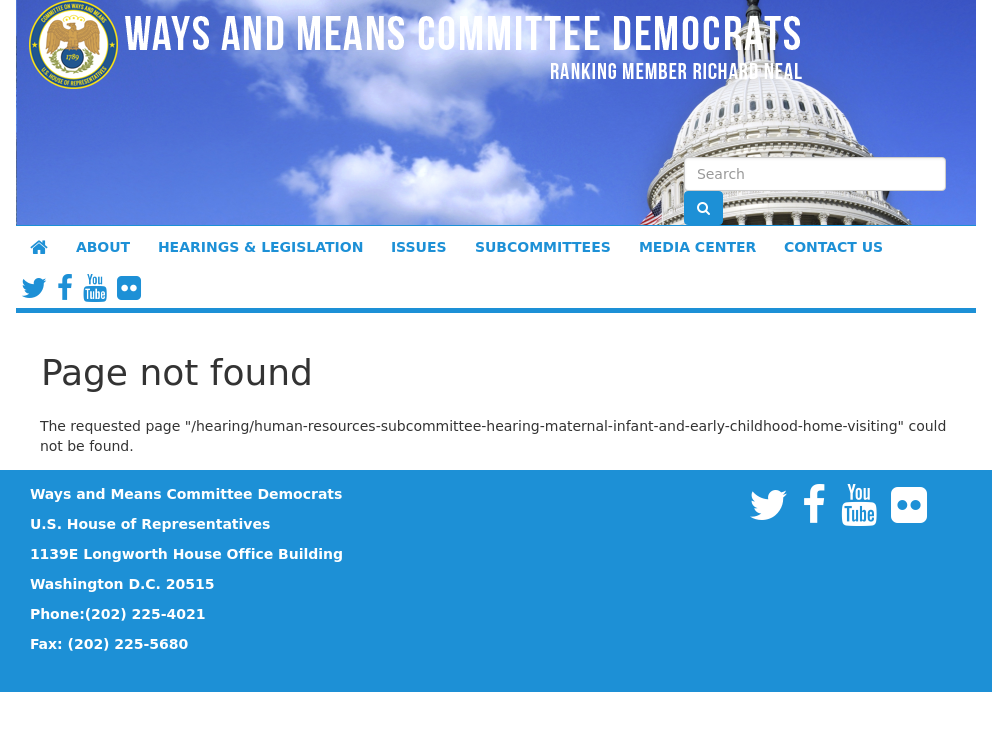 COMMITTEE ON WAYS AND MEANS
1789
U.S. HOUSE OF REPRESENTATIVES
WAYS AND MEANS COMMITTEE DEMOCRATS
RANKING MEMBER RICHARD NEAL
Search
ABOUT HEARINGS & LEGISLATION ISSUES SUBCOMMITTEES MEDIA CENTER CONTACT US
You
Tube
Page not found
The requested page "/hearing/human-resources-subcommittee-hearing-maternal-infant-and-early-childhood-home-visiting" could
not be found.
Ways and Means Committee Democrats
U.S. House of Representatives
1139E Longworth House Office Building
Washington D.C. 20515
Phone:(202) 225-4021
Fax: (202) 225-5680
You
Tube